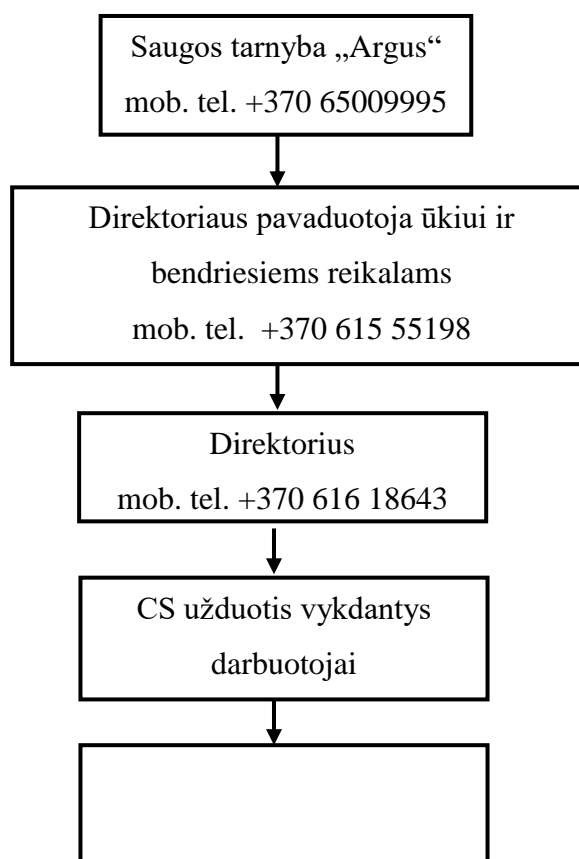 Saugos tarnyba „Argus“
mob. tel. +370 65009995
Direktoriaus pavaduotoja ūkiui ir
bendriesiems reikalams
mob. tel.  +370 615 55198
Direktorius
mob. tel. +370 616 18643
CS užduotis vykdantys
darbuotojai